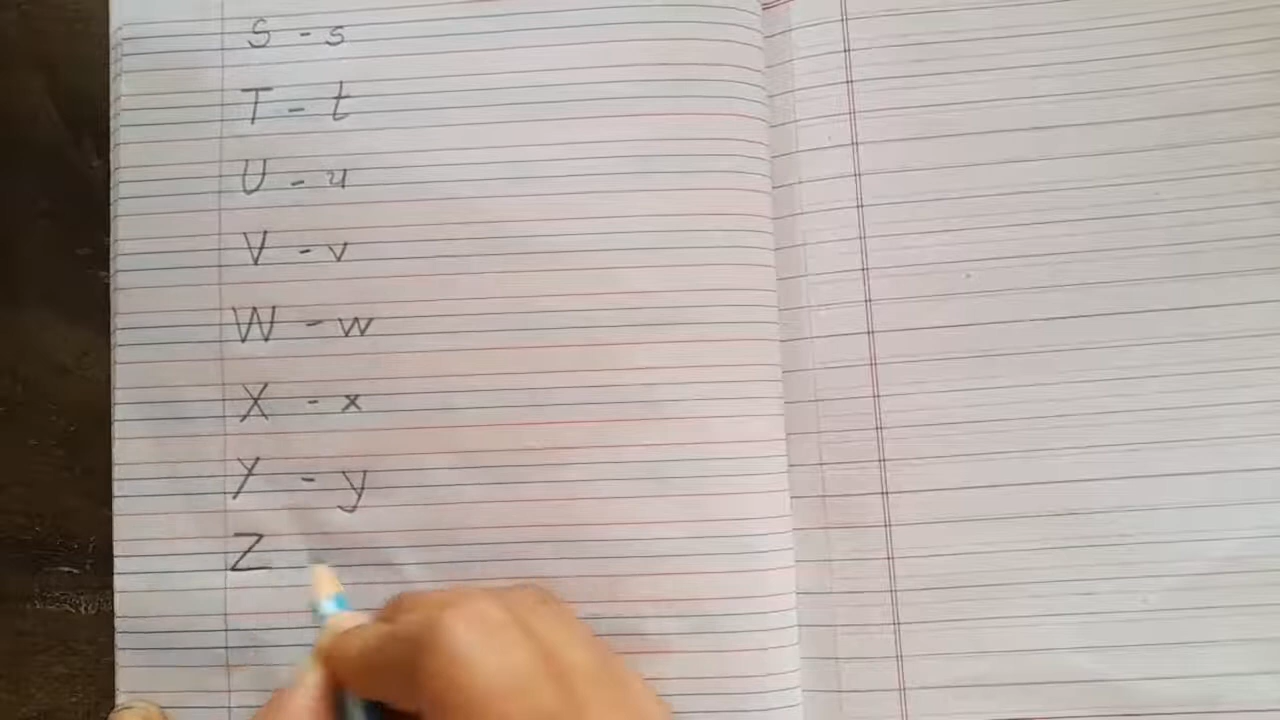 S - s
T - t
U - u
V - v
W - w
X - x
Y - y
Z